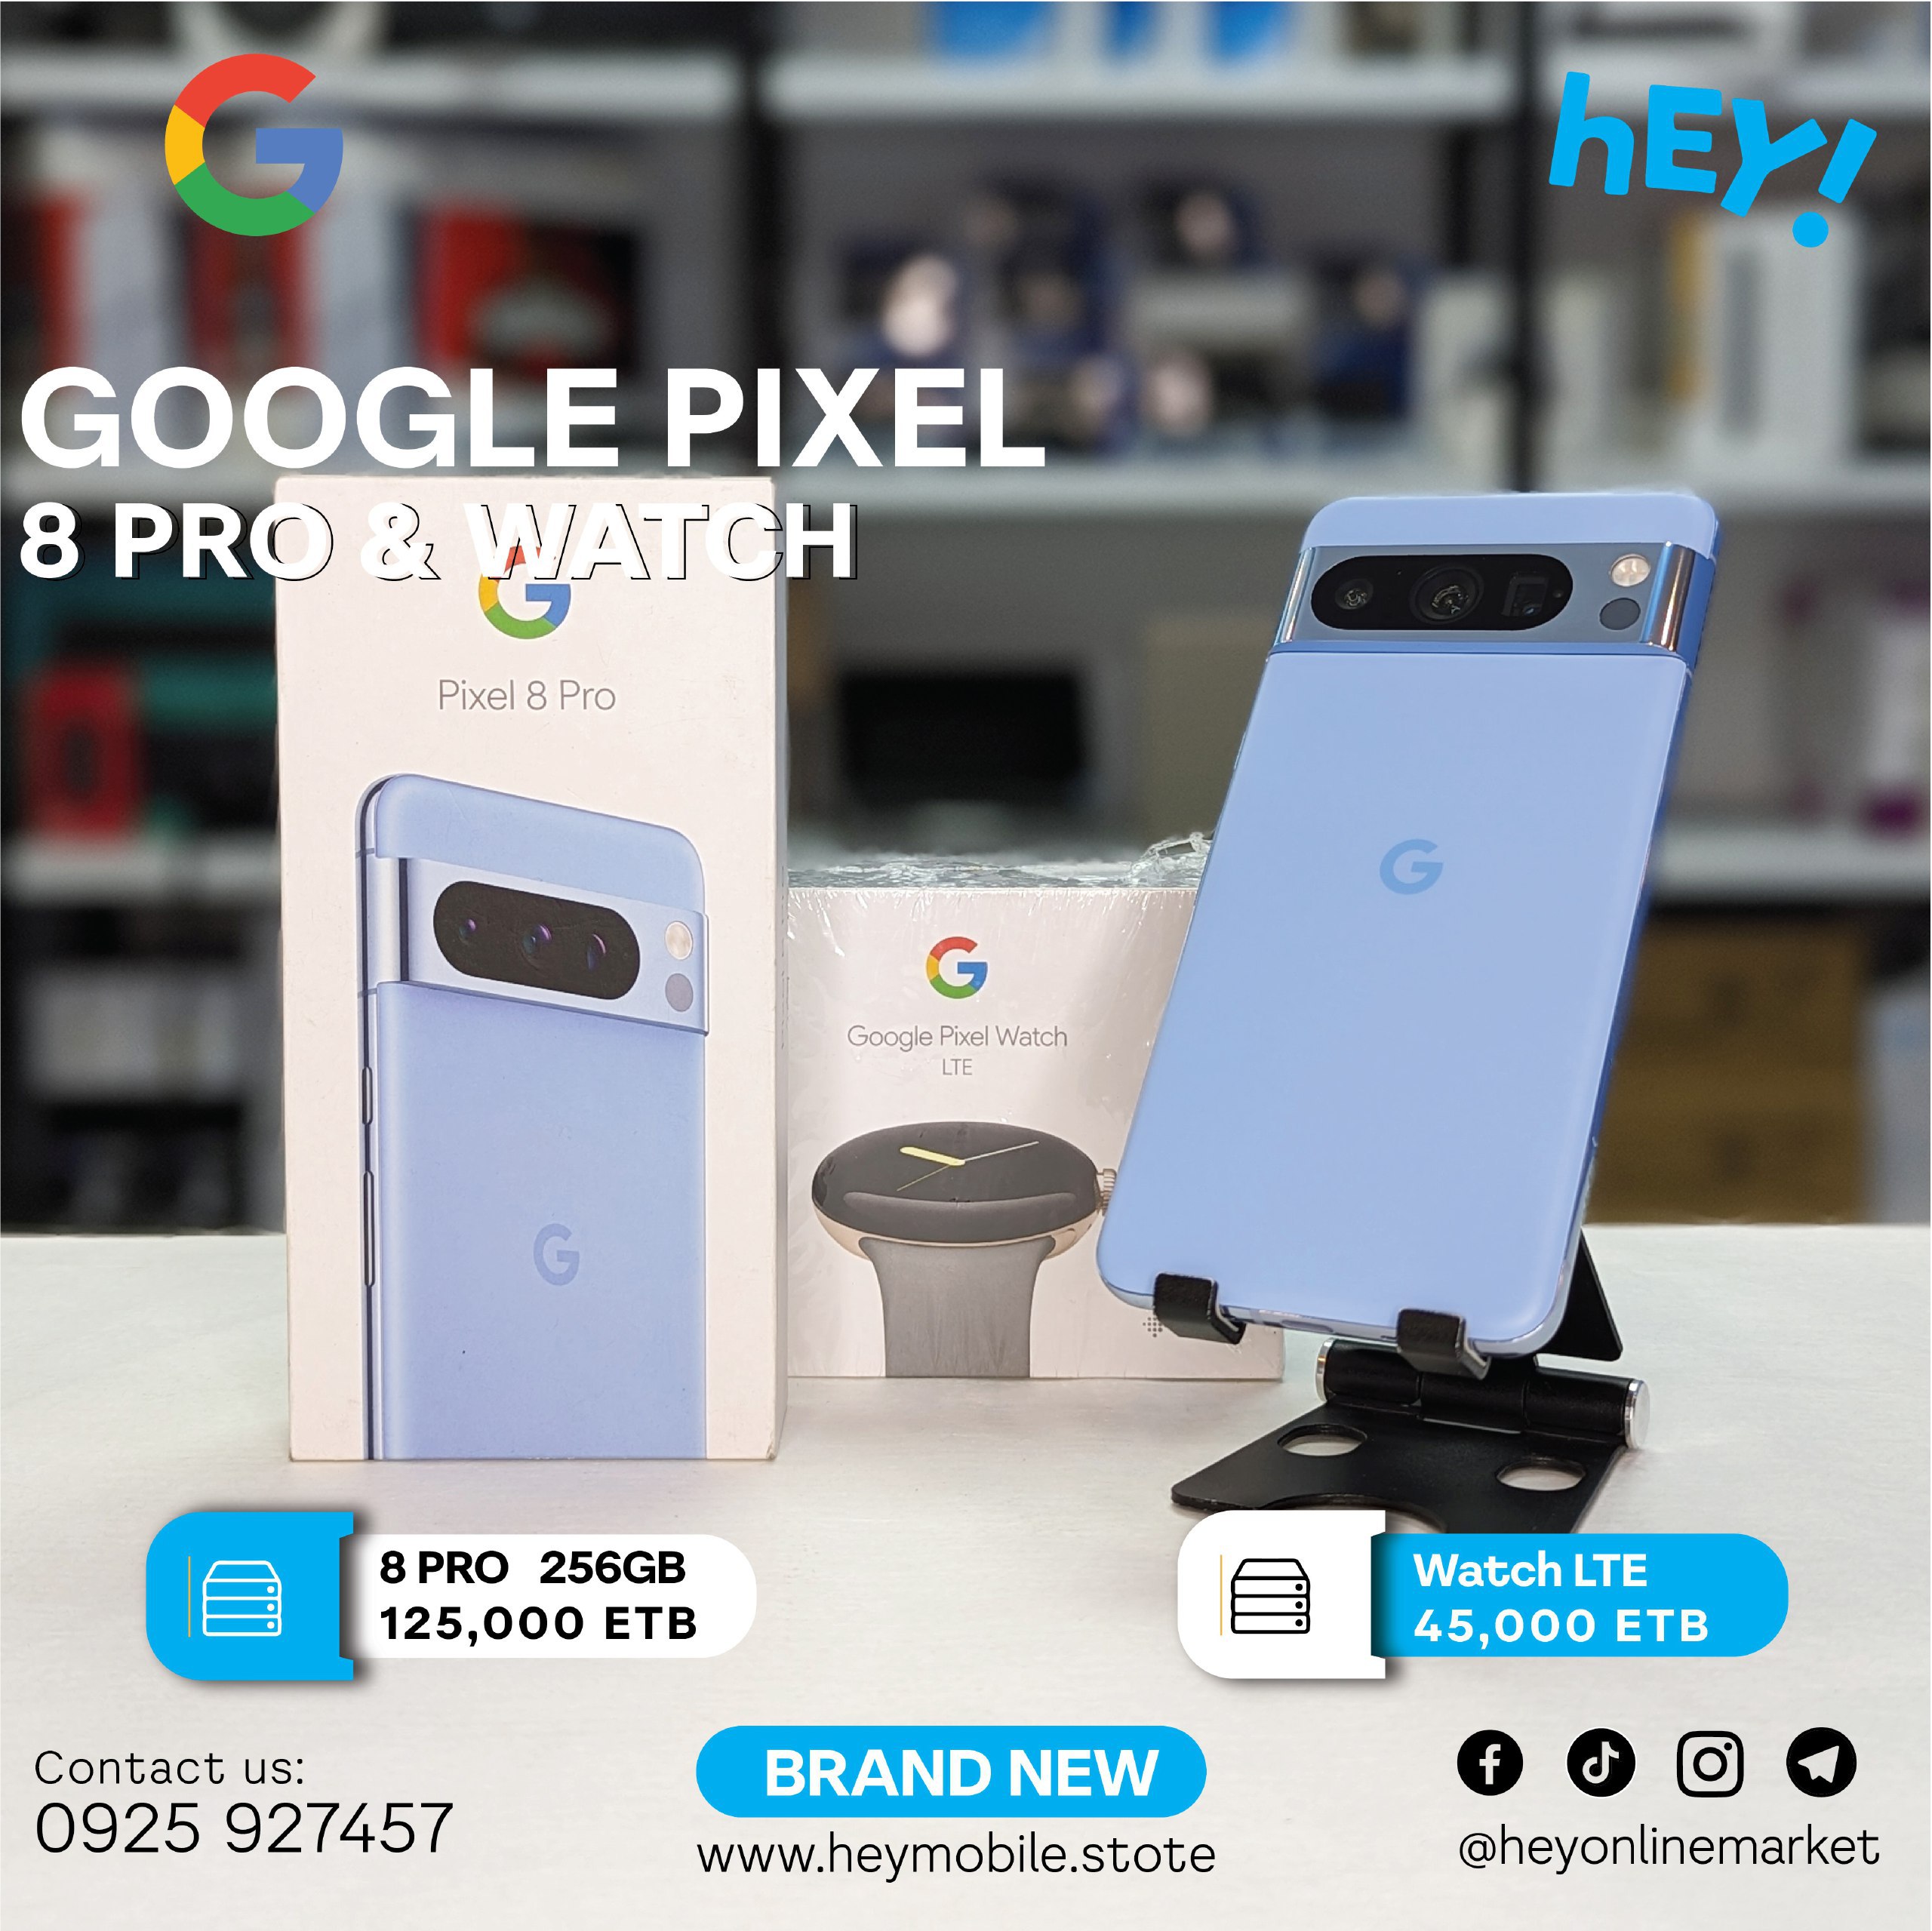 hEY!
GOOGLE PIXEL
8 PRO & WATCH
Pixel 8 Pro
Google Pixel Watch
LTE
8 PRO 256GB
125,000 ETB
Watch LTE
45,000 ETB
Contact us:
0925 927457
BRAND NEW
www.heymobile.stote
@heyonlinemarket